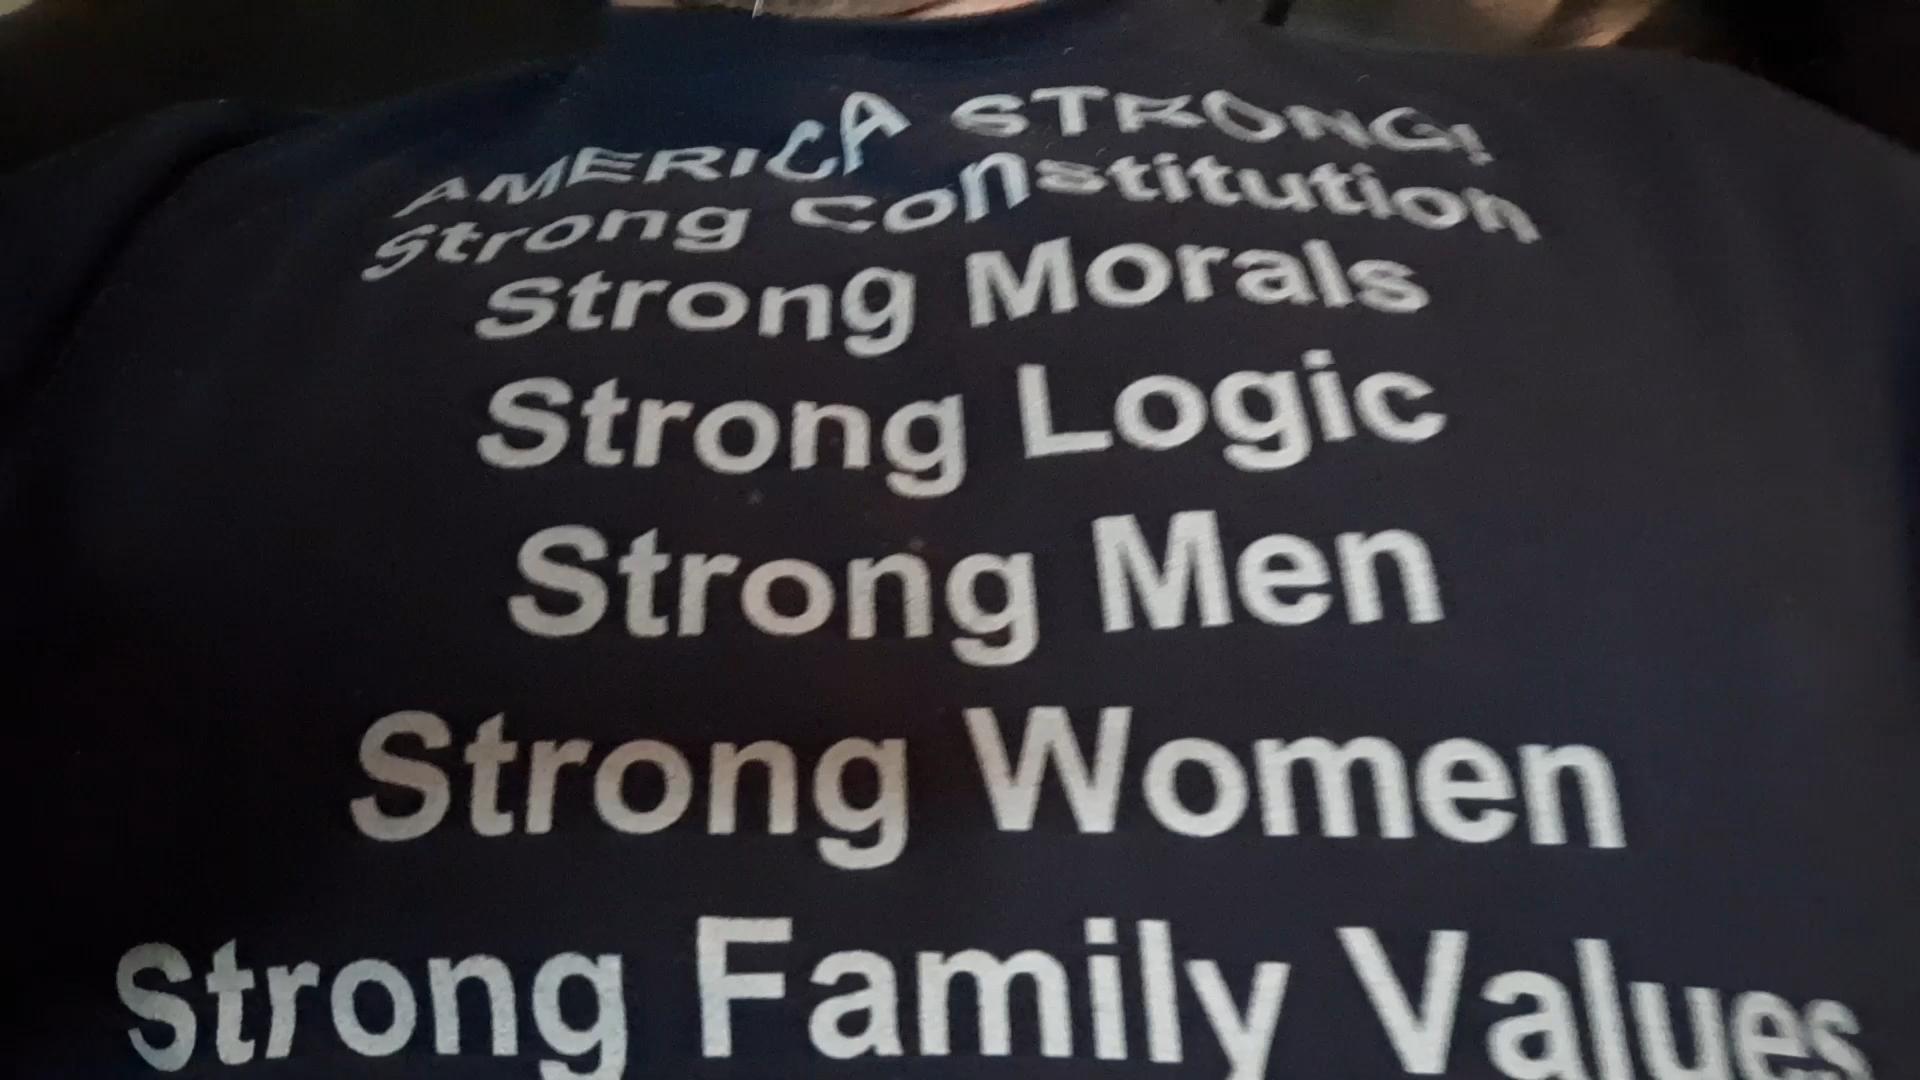 AMERICA STRONG!
Strong Constitution
Strong Morals
Strong Logic
Strong Men
Strong Women
Strong Family Values